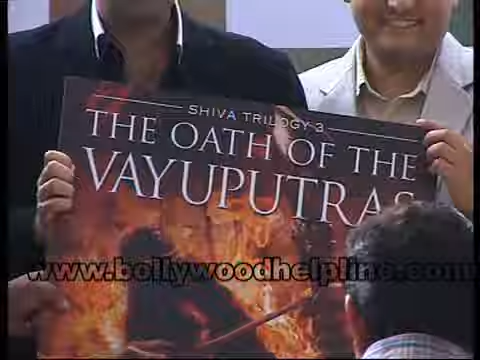 SHIVA TRILOGY 3
THE OATH OF THE
VAYUPUTRAS
www.bollywoodhelpline.com